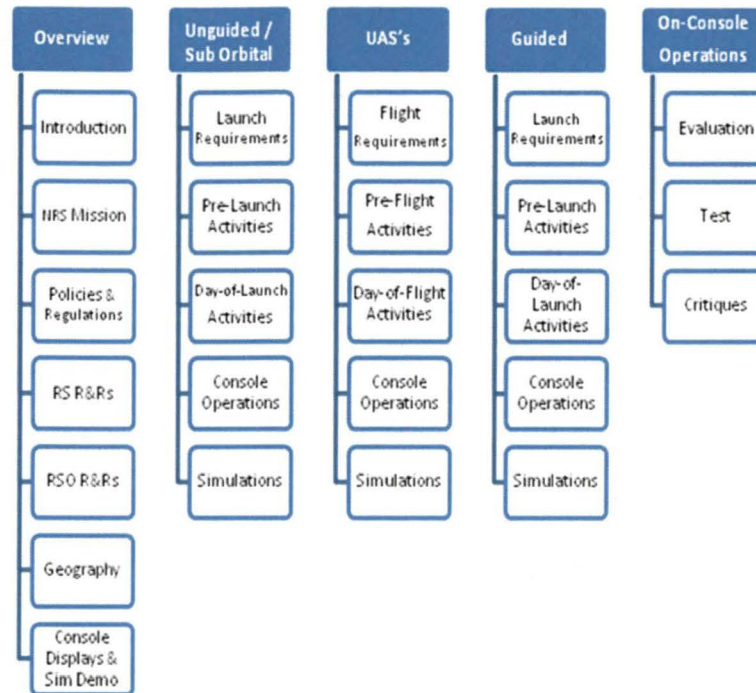 Overview
Introduction
NRS Mission
Policies &
Regulations
RS R&Rs
RSO R&Rs
Geography
Console
Displays &
Sim Demo
Unguided /
Sub Orbital
Launch
Requirements
Pre-Launch
Activities
Day-of-Launch
Activities
Console
Operations
Simulations
UAS's
Flight
Requirements
Pre-Flight
Activities
Day-of-Flight
Activities
Console
Operations
Simulations
Guided
Launch
Requirements
Pre-Launch
Activities
Day-of-
Launch
Activities
Console
Operations
Simulations
On-Console
Operations
Evaluation
Test
Critiques